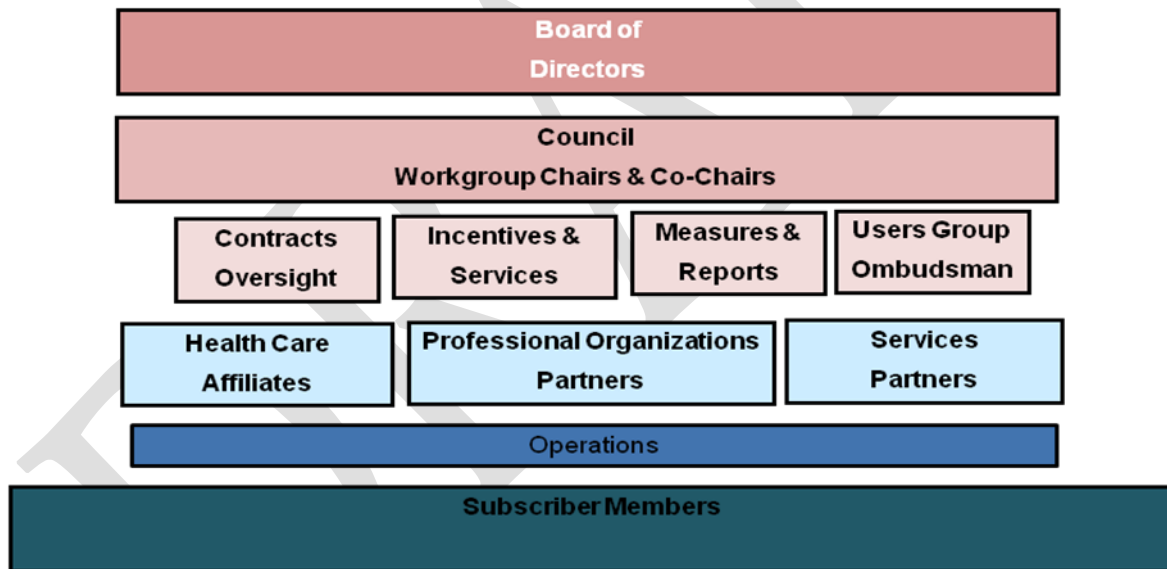 Board of
Directors
Council
Workgroup Chairs & Co-Chairs
Contracts
Oversight
Incentives &
Services
Measures &
Reports
Users Group
Ombudsman
Health Care
Affiliates
Professional Organizations
Partners
Services
Partners
Operations
Subscriber Members